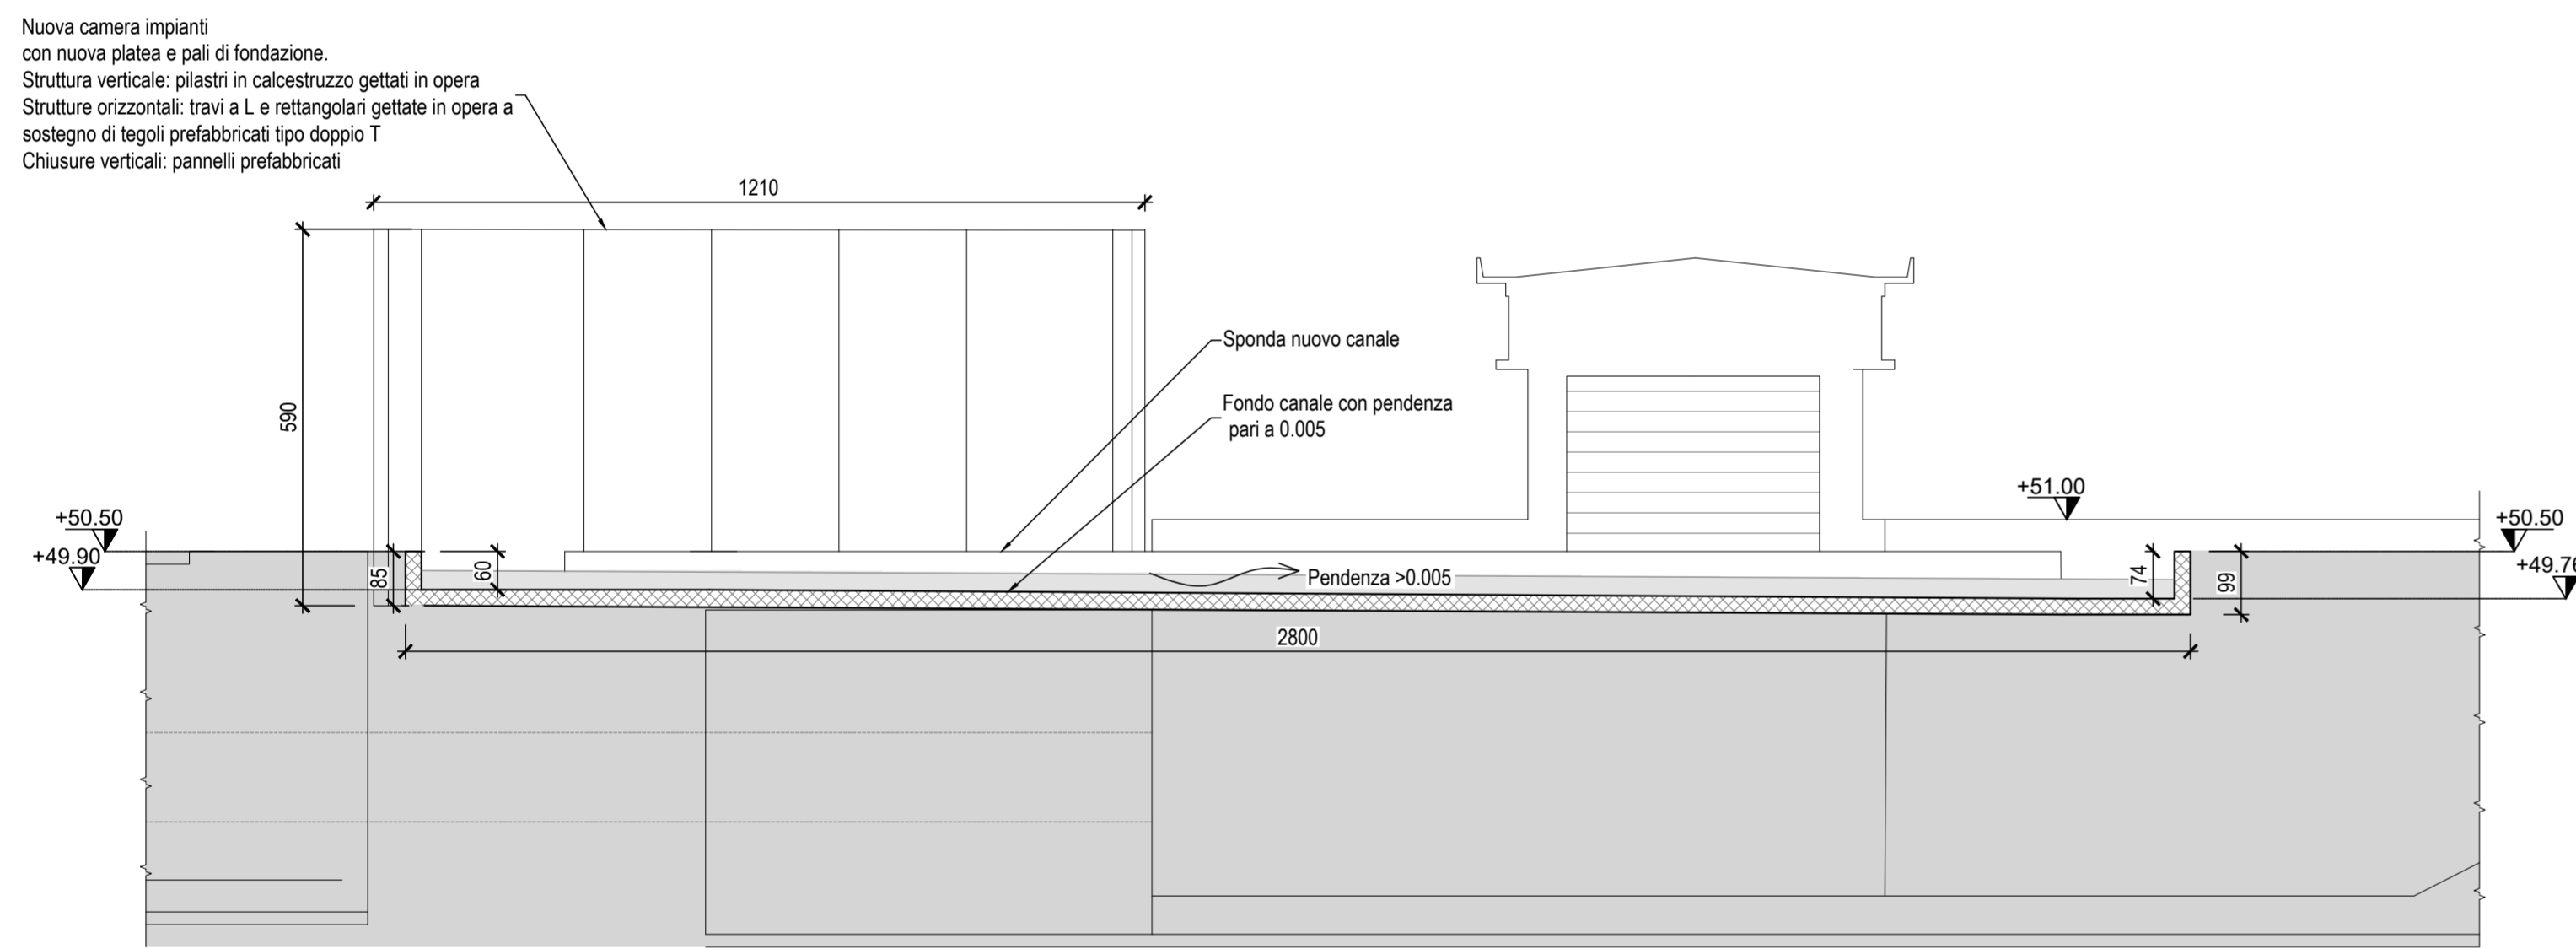 Nuova camera impianti
con nuova platea e pali di fondazione.
Struttura verticale: pilastri in calcestruzzo gettati in opera
Strutture orizzontali: travi a L e rettangolari gettate in opera a
sostegno di tegoli prefabbricati tipo doppio T
Chiusure verticali: pannelli prefabbricati
1210
590
Sponda nuovo canale
Fondo canale con pendenza
pari a 0.005
+51.00
+50.50
+49.90
85
60
Pendenza >0.005
74
99
+50.50
+49.76
2800